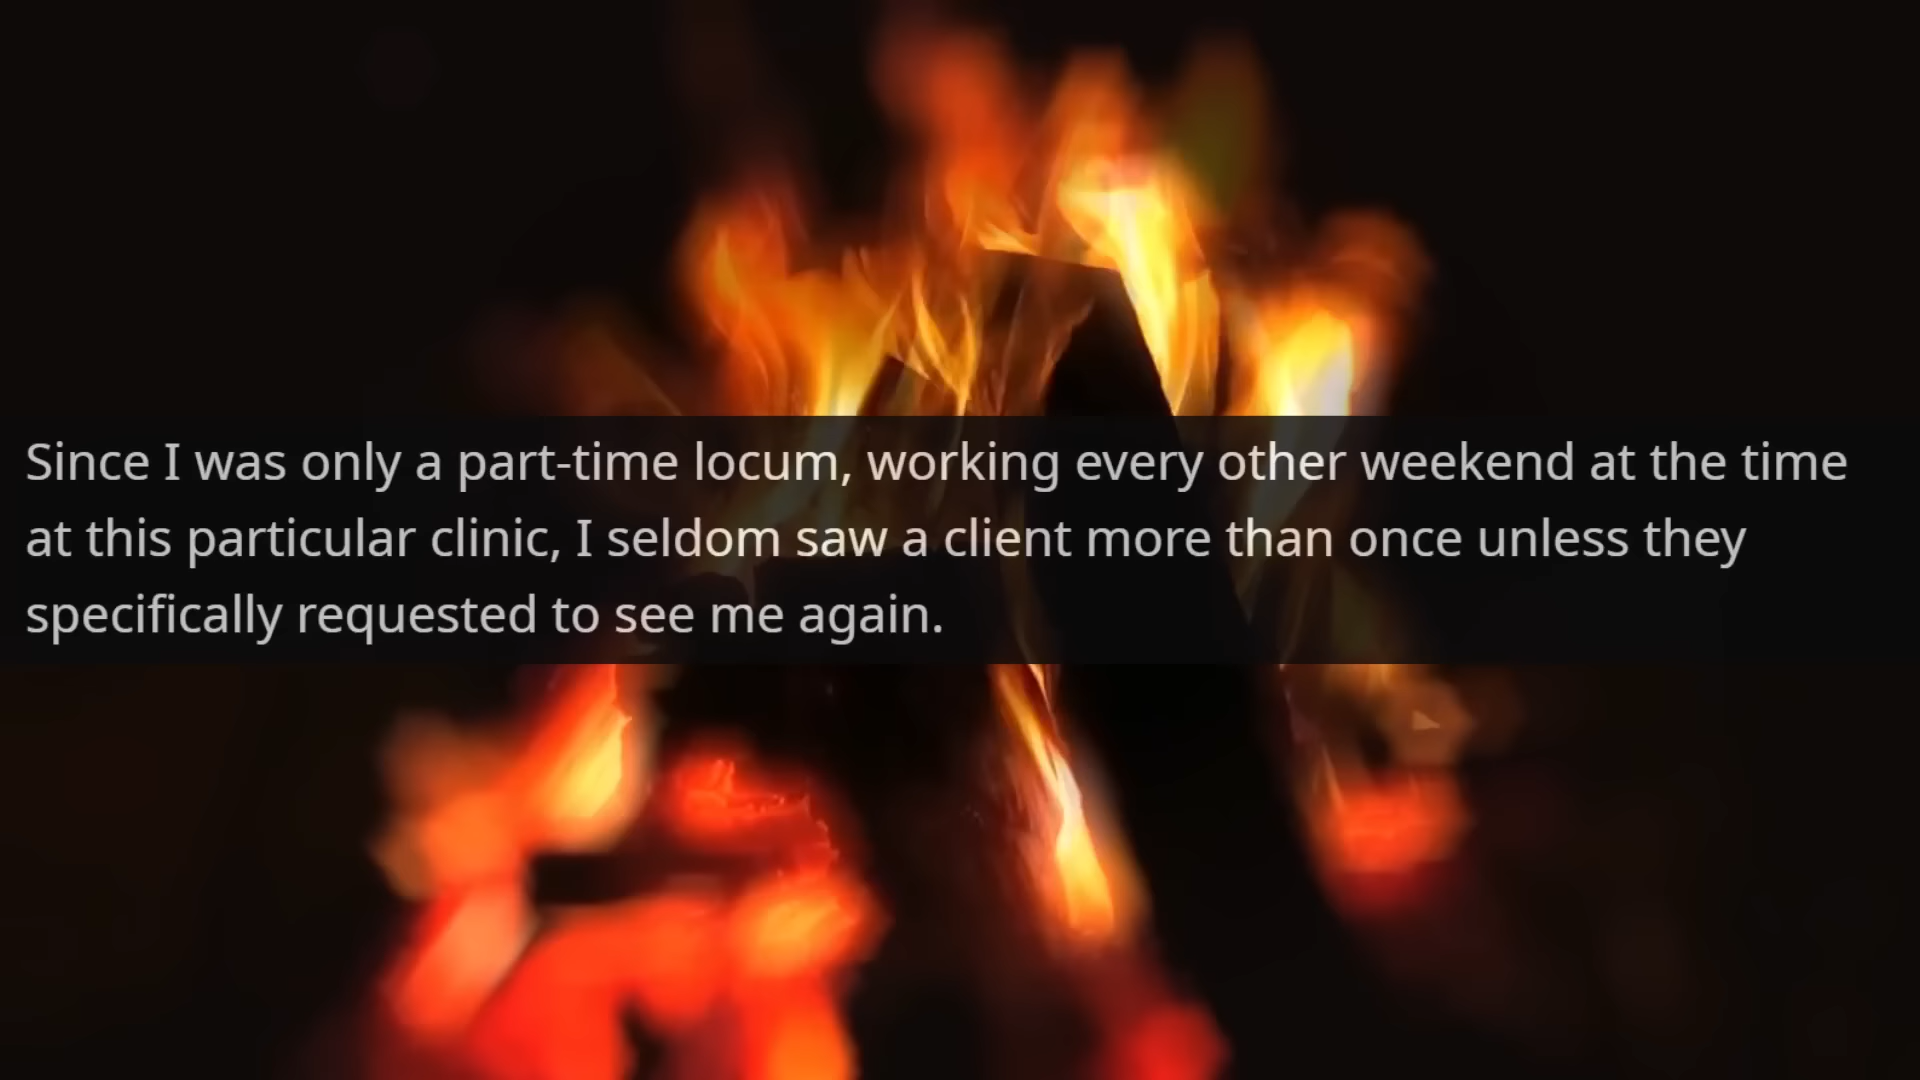 Since I was only a part-time locum, working every other weekend at the time
at this particular clinic, I seldom saw a client more than once unless they
specifically requested to see me again.